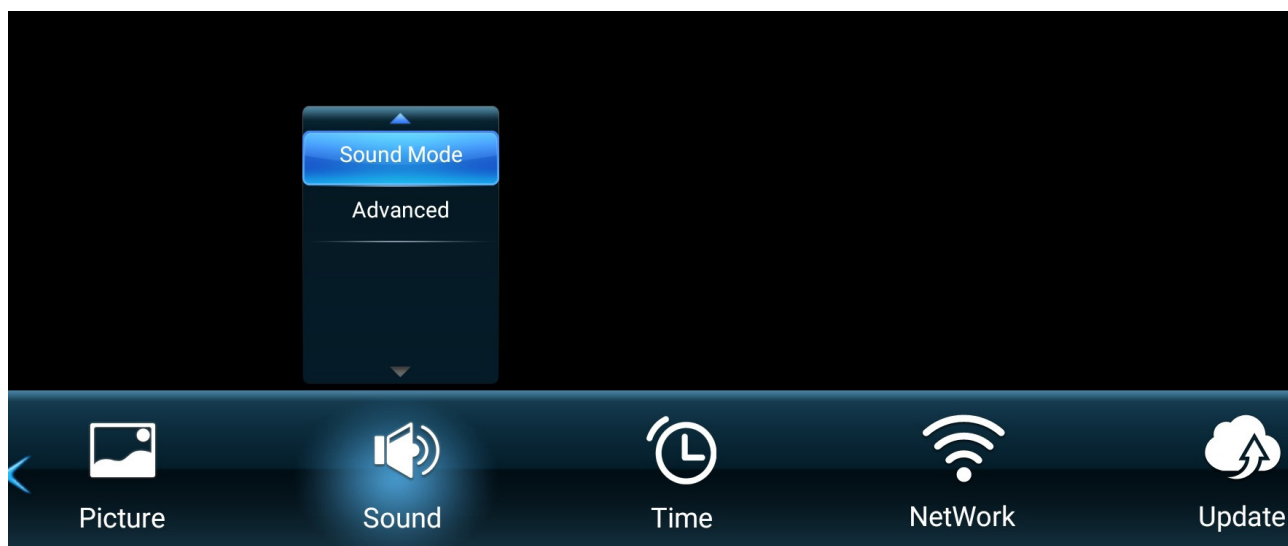 Sound Mode
Advanced
Picture
Sound
Time
NetWork
Update